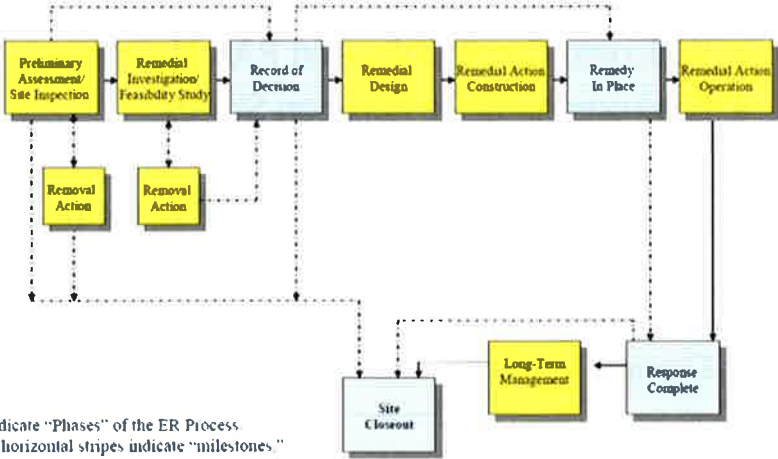 Preliminary
Assessment/
Site Inspection
Remedial
Investigation/
Feasibility Study
Record of
Decision
Remedial
Design
Remedial Action
Construction
Remedy
In Place
Remedial Action
Operation
Removal
Action
Removal
Action
Long-Term
Management
Response
Complete
Site
Closeout
dicate “Phases” of the ER Process.
horizontal stripes indicate “milestones.”